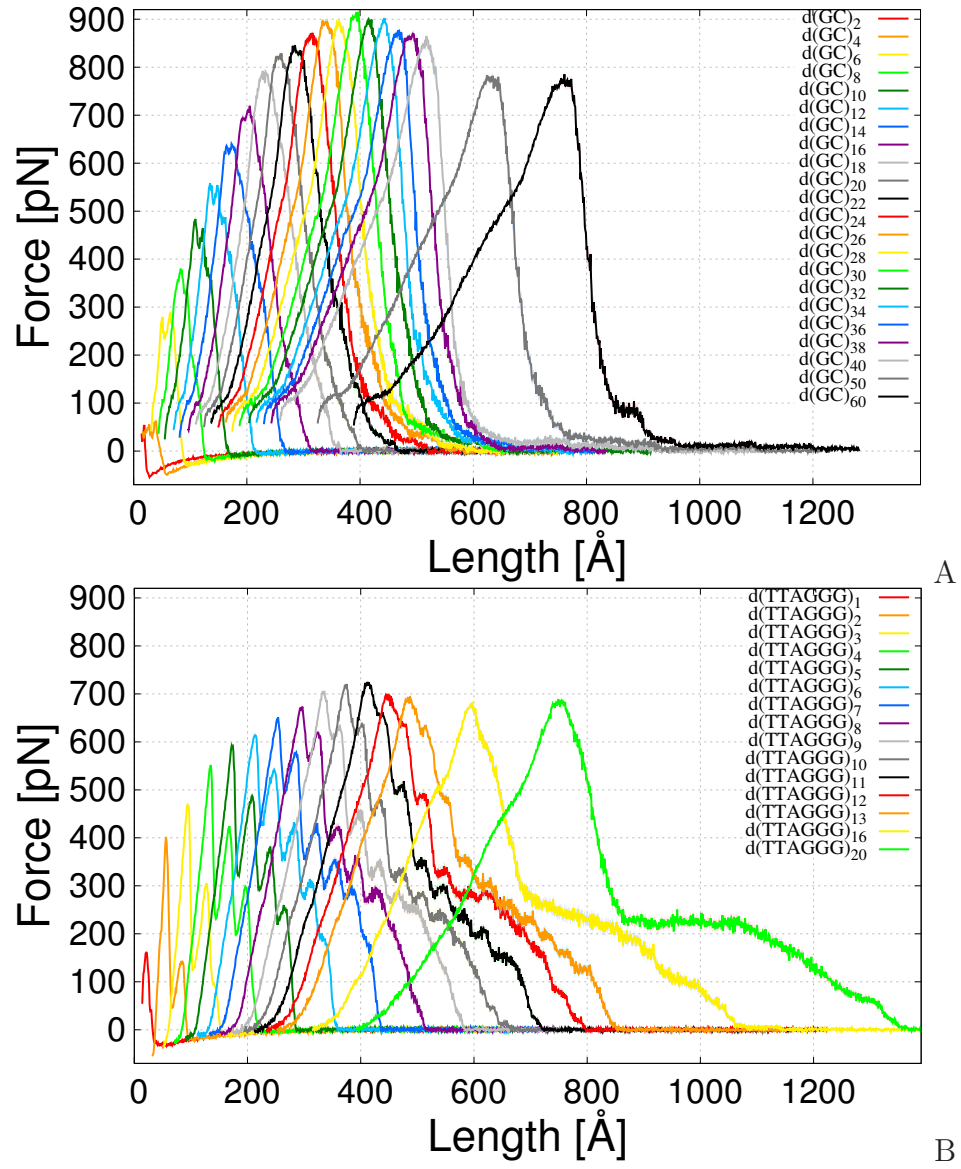 900
800
700
600
500
400
300
200
100
0
Force [pN]
d(GC)2
d(GC)4
d(GC)6
d(GC)8
d(GC)10
d(GC)12
d(GC)14
d(GC)16
d(GC)18
d(GC)20
d(GC)22
d(GC)24
d(GC)26
d(GC)28
d(GC)30
d(GC)32
d(GC)34
d(GC)36
d(GC)38
d(GC)40
d(GC)50
d(GC)60
0 200 400 600 800 1000 1200
Length [Å]
A
900
800
700
600
500
400
300
200
100
0
Force [pN]
d(TTAGGG)1
d(TTAGGG)2
d(TTAGGG)3
d(TTAGGG)4
d(TTAGGG)5
d(TTAGGG)6
d(TTAGGG)7
d(TTAGGG)8
d(TTAGGG)9
d(TTAGGG)10
d(TTAGGG)11
d(TTAGGG)12
d(TTAGGG)13
d(TTAGGG)16
d(TTAGGG)20
0 200 400 600 800 1000 1200
Length [Å]
B